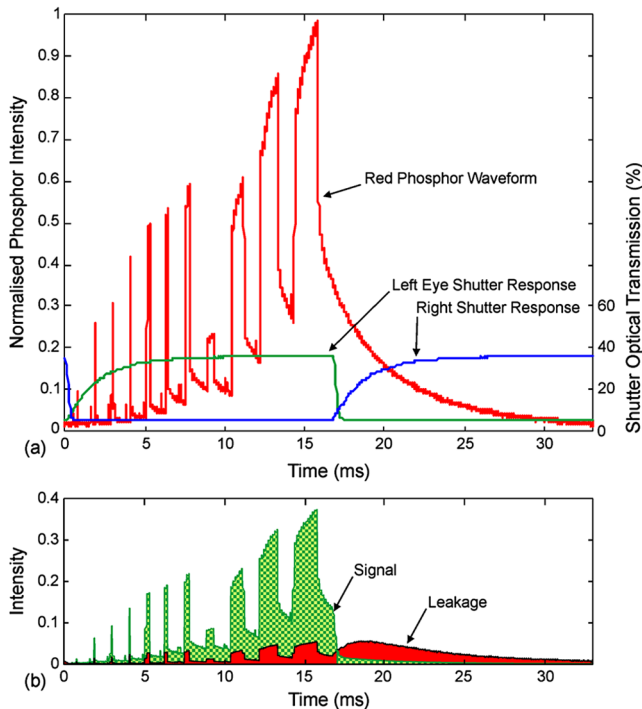 Normalised Phosphor Intensity
1
0.9
0.8
0.7
0.6
0.5
0.4
0.3
0.2
0.1
0
Red Phosphor Waveform
Left Eye Shutter Response
Right Shutter Response
60
40
20
0
Shutter Optical Transmission (%)
0 5 10 15 20 25 30
(a)
Time (ms)
Intensity
0.4
0.3
0.2
0.1
0
Signal
Leakage
0 5 10 15 20 25 30
(b)
Time (ms)